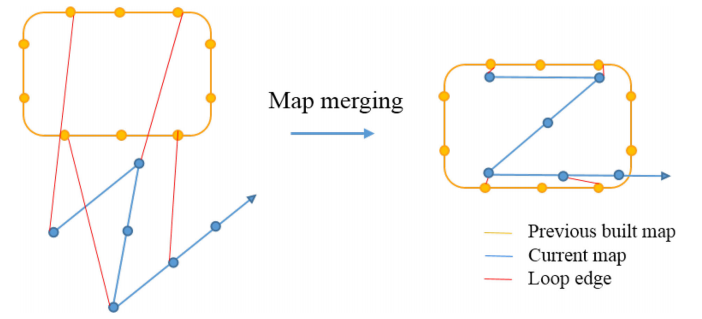 Map merging
Previous built map
Current map
Loop edge